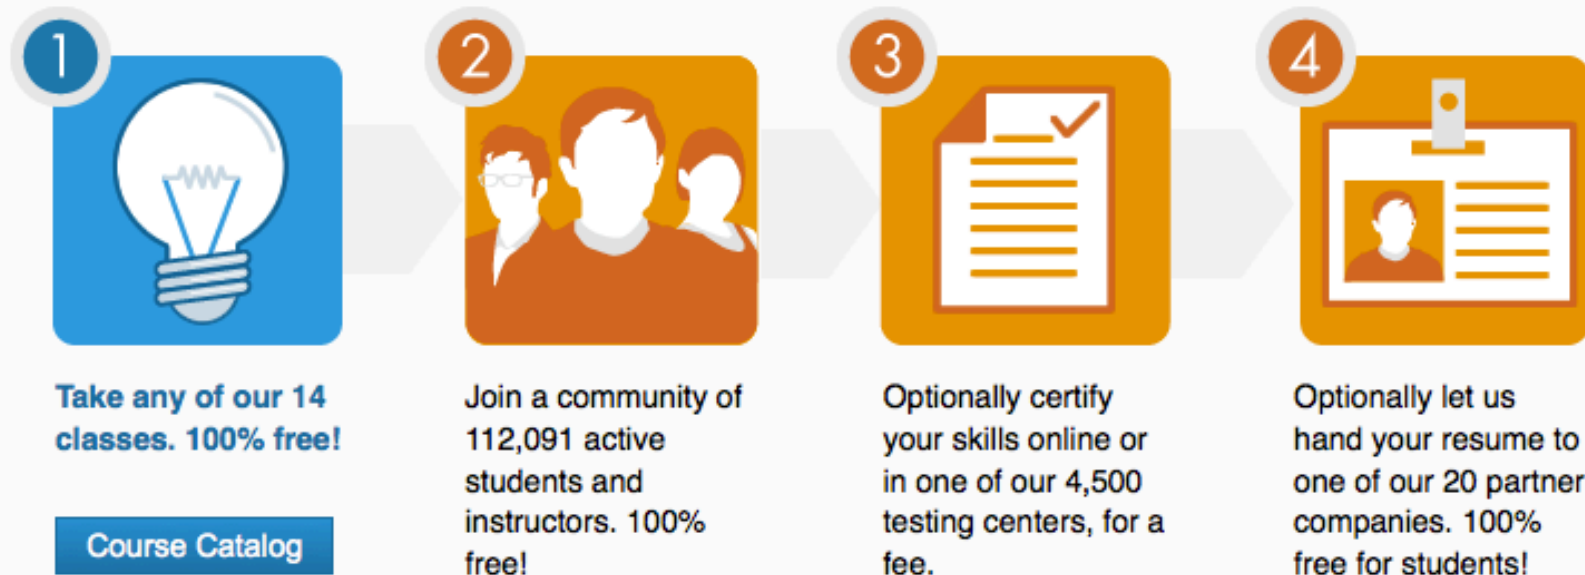 1
Take any of our 14
classes. 100% free!
Course Catalog
2
Join a community of
112,091 active
students and
instructors. 100%
free!
3
Optionally certify
your skills online or
in one of our 4,500
testing centers, for a
fee.
4
Optionally let us
hand your resume to
one of our 20 partner
companies. 100%
free for students!